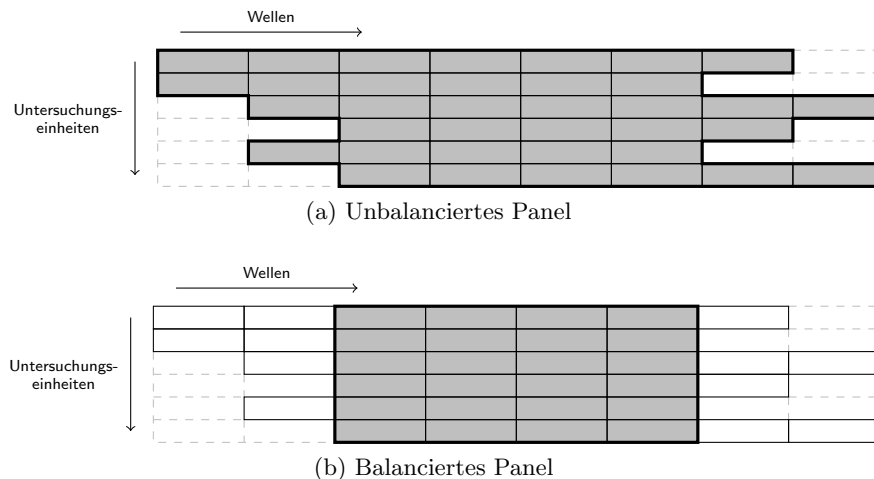 Wellen
Untersuchungs-
einheiten
(a) Unbalanciertes Panel
Wellen
Untersuchungs-
einheiten
(b) Balanciertes Panel